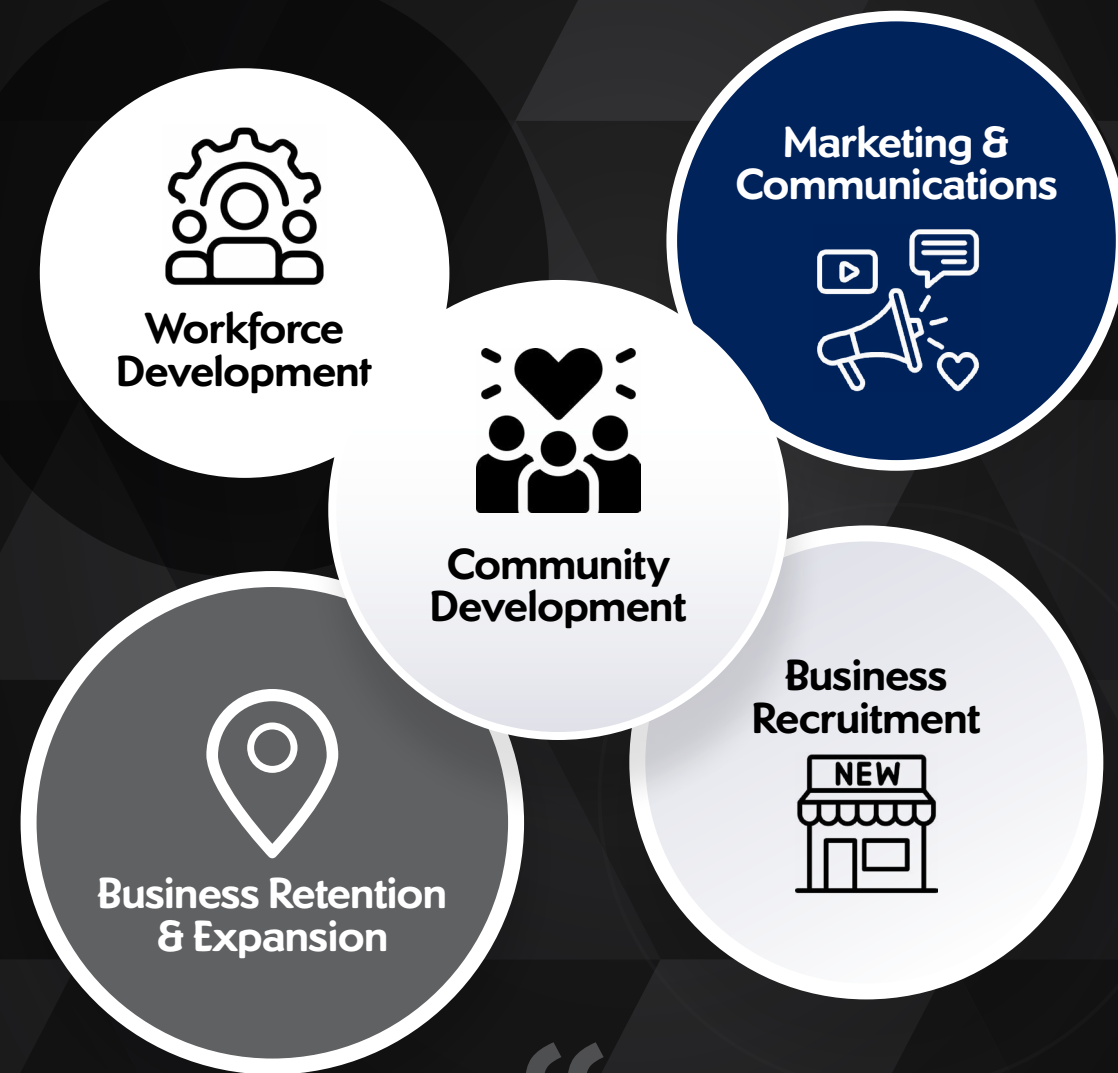 Marketing &
Communications
Workforce
Development
Community
Development
Business
Recruitment
NEW
Business Retention
& Expansion
“